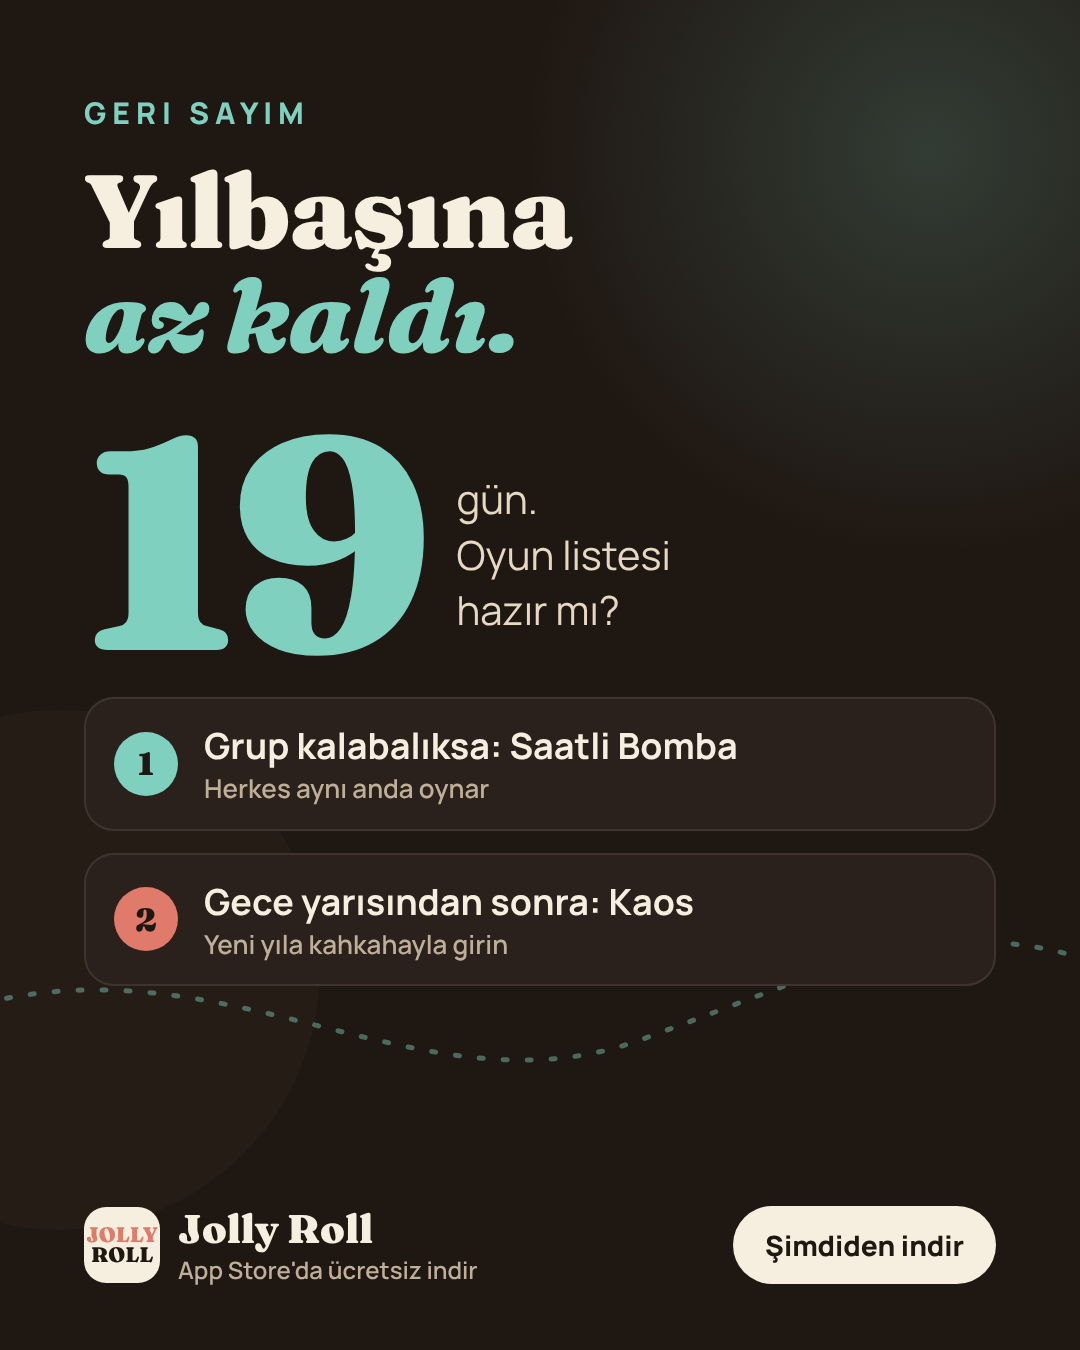 GERI SAYIM
Yılbaşına
az kaldı.
19
gün.
Oyun listesi
hazır mı?
1
Grup kalabalıksa: Saatli Bomba
Herkes aynı anda oynar
2
Gece yarısından sonra: Kaos
Yeni yıla kahkahayla girin
JOLLY
ROLL
Jolly Roll
App Store'da ücretsiz indir
Şimdiden indir